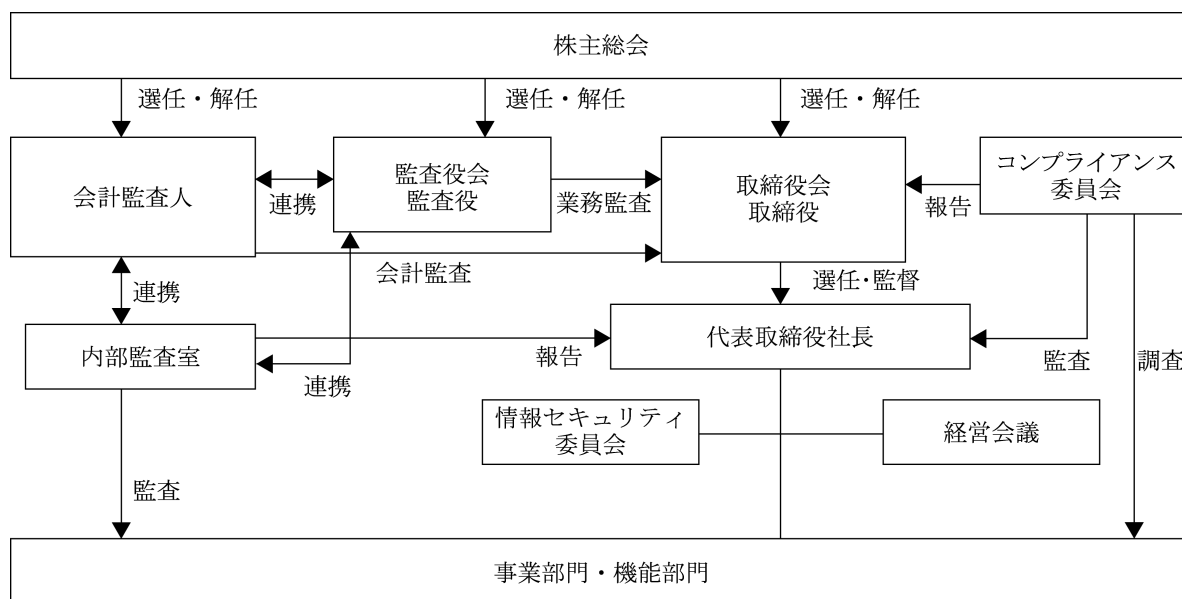 株主総会
選任・解任
選任・解任
選任・解任
会計監査人
連携
監査役会
監査役
業務監査
取締役会
取締役
報告
コンプライアンス
委員会
会計監査
連携
選任・監督
内部監査室
報告
連携
代表取締役社長
監査
調査
情報セキュリティ
委員会
経営会議
監査
事業部門・機能部門